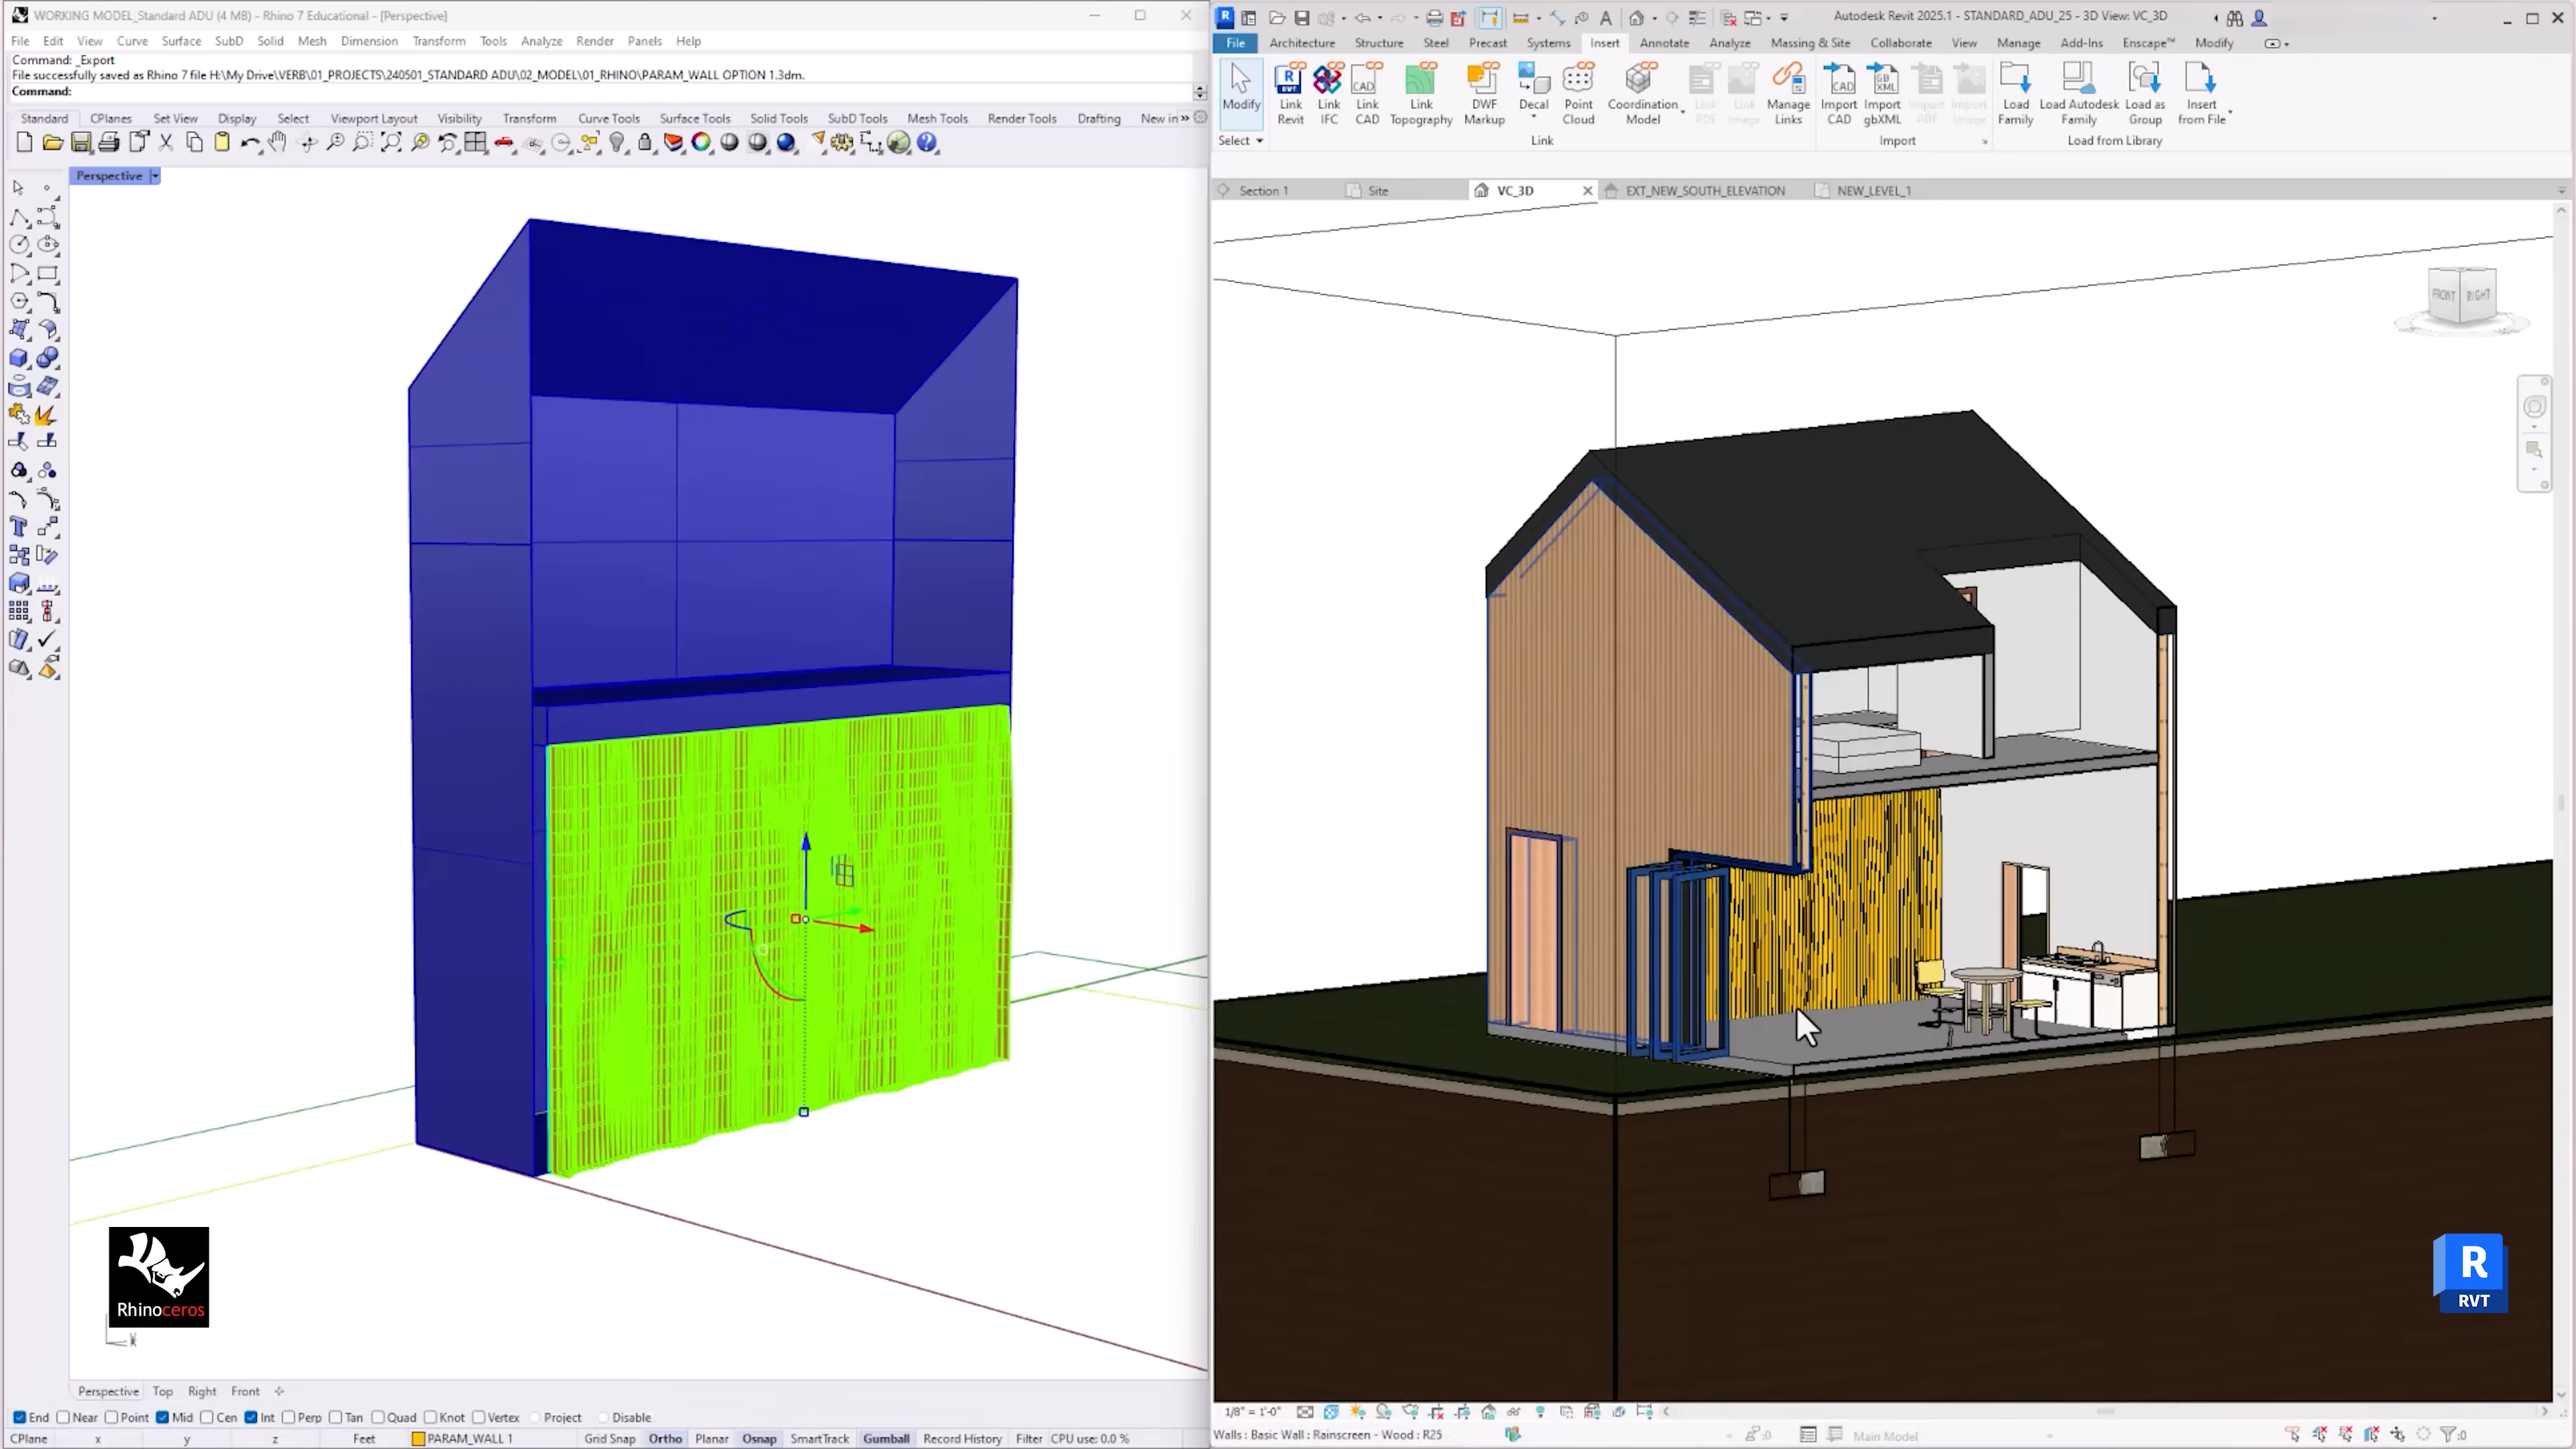 WORKING MODEL_Standard ADU (4 MB) - Rhino 7 Educational - [Perspective]
File Edit View Curve Surface SubD Solid Mesh Dimension Transform Tools Analyze Render Panels Help
Command: _Export
File successfully saved as Rhino 7 file H:\My Drive\VERB\01_PROJECTS\240501_STANDARD ADU\02_MODEL\01_RHINO\PARAM_WALL OPTION 1.3dm.
Command:
Standard CPlanes Set View Display Select Viewport Layout Visibility Transform Curve Tools Surface Tools Solid Tools SubD Tools Mesh Tools Render Tools Drafting New in »
Perspective
Rhinoceros
Perspective Top Right Front
End Near Point Mid Cen Int Perp Tan Quad Knot Vertex Project Disable
CPlane x y z Feet PARAM_WALL 1 Grid Snap Ortho Planar Osnap SmartTrack Gumball Record History Filter CPU use: 0.0 %
Autodesk Revit 2025.1 - STANDARD_ADU_25 - 3D View: VC_3D
File Architecture Structure Steel Precast Systems Insert Annotate Analyze Massing & Site Collaborate View Manage Add-Ins Enscape™ Modify
Modify
Link Revit
Link IFC
Link CAD
Link Topography
DWF Markup
Decal
Point Cloud
Coordination Model
Link PDF
Link Image
Manage Links
Import CAD
Import gbXML
Import PDF
Import Image
Load Family
Load Autodesk Family
Load as Group
Insert from File
Select Link Import Load from Library
Section 1 Site VC_3D EXT_NEW_SOUTH_ELEVATION NEW_LEVEL_1
FRONT RIGHT
R
RVT
1/8" = 1'-0"
Walls : Basic Wall : Rainscreen - Wood : R25
:0 Main Model :0